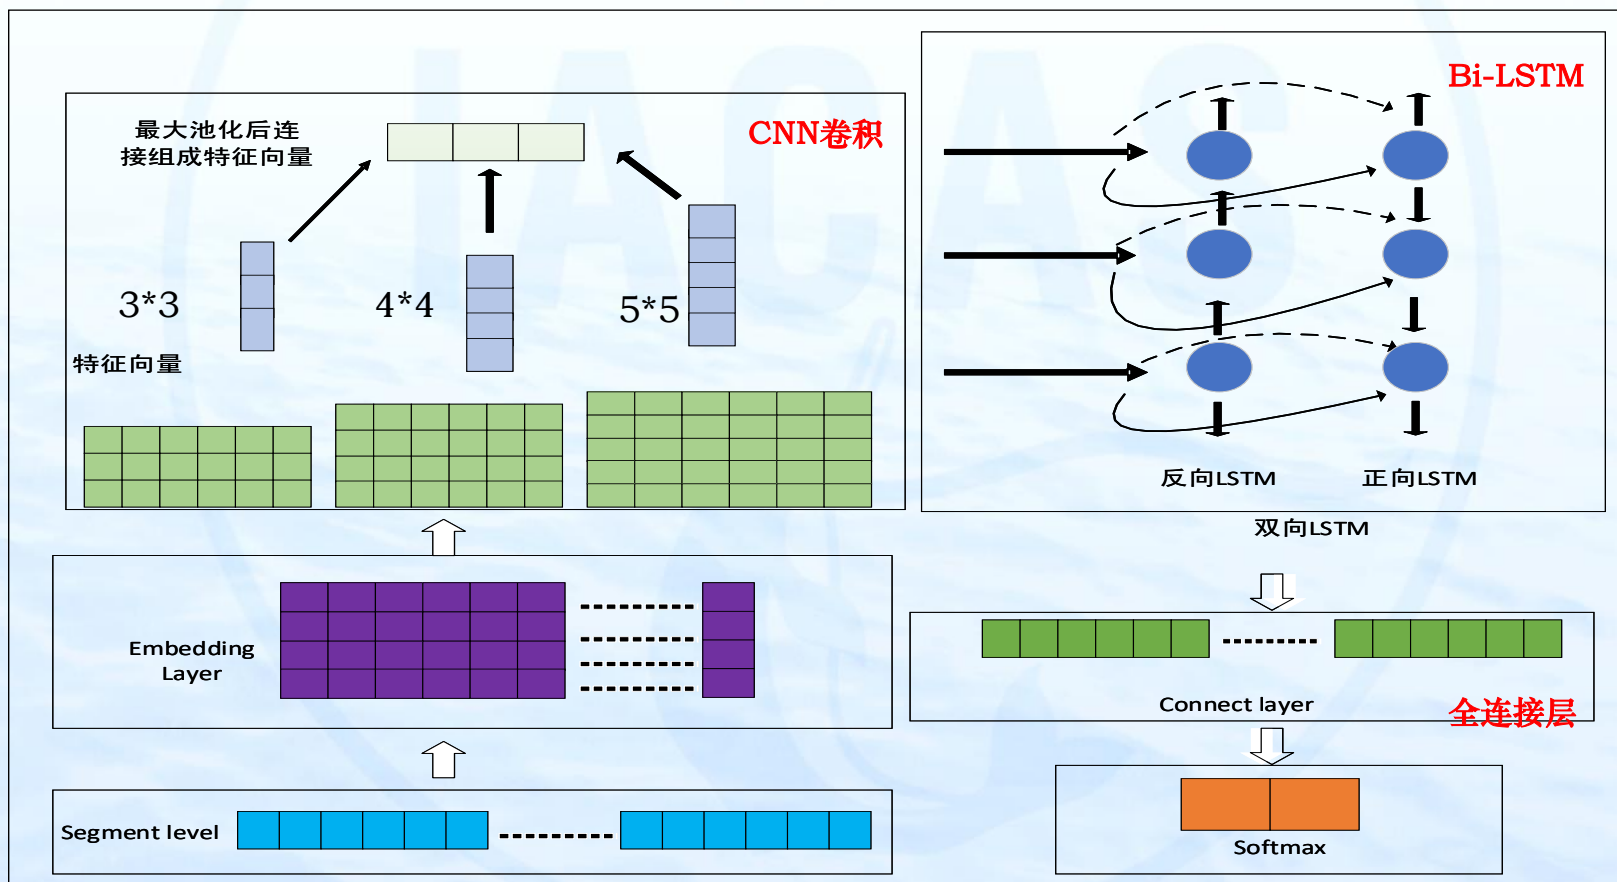 IACAS
最大池化后连
接组成特征向量
CNN卷积
3*3
4*4
5*5
特征向量
Embedding
Layer
Segment level
Bi-LSTM
反向LSTM
正向LSTM
双向LSTM
Connect layer
全连接层
Softmax